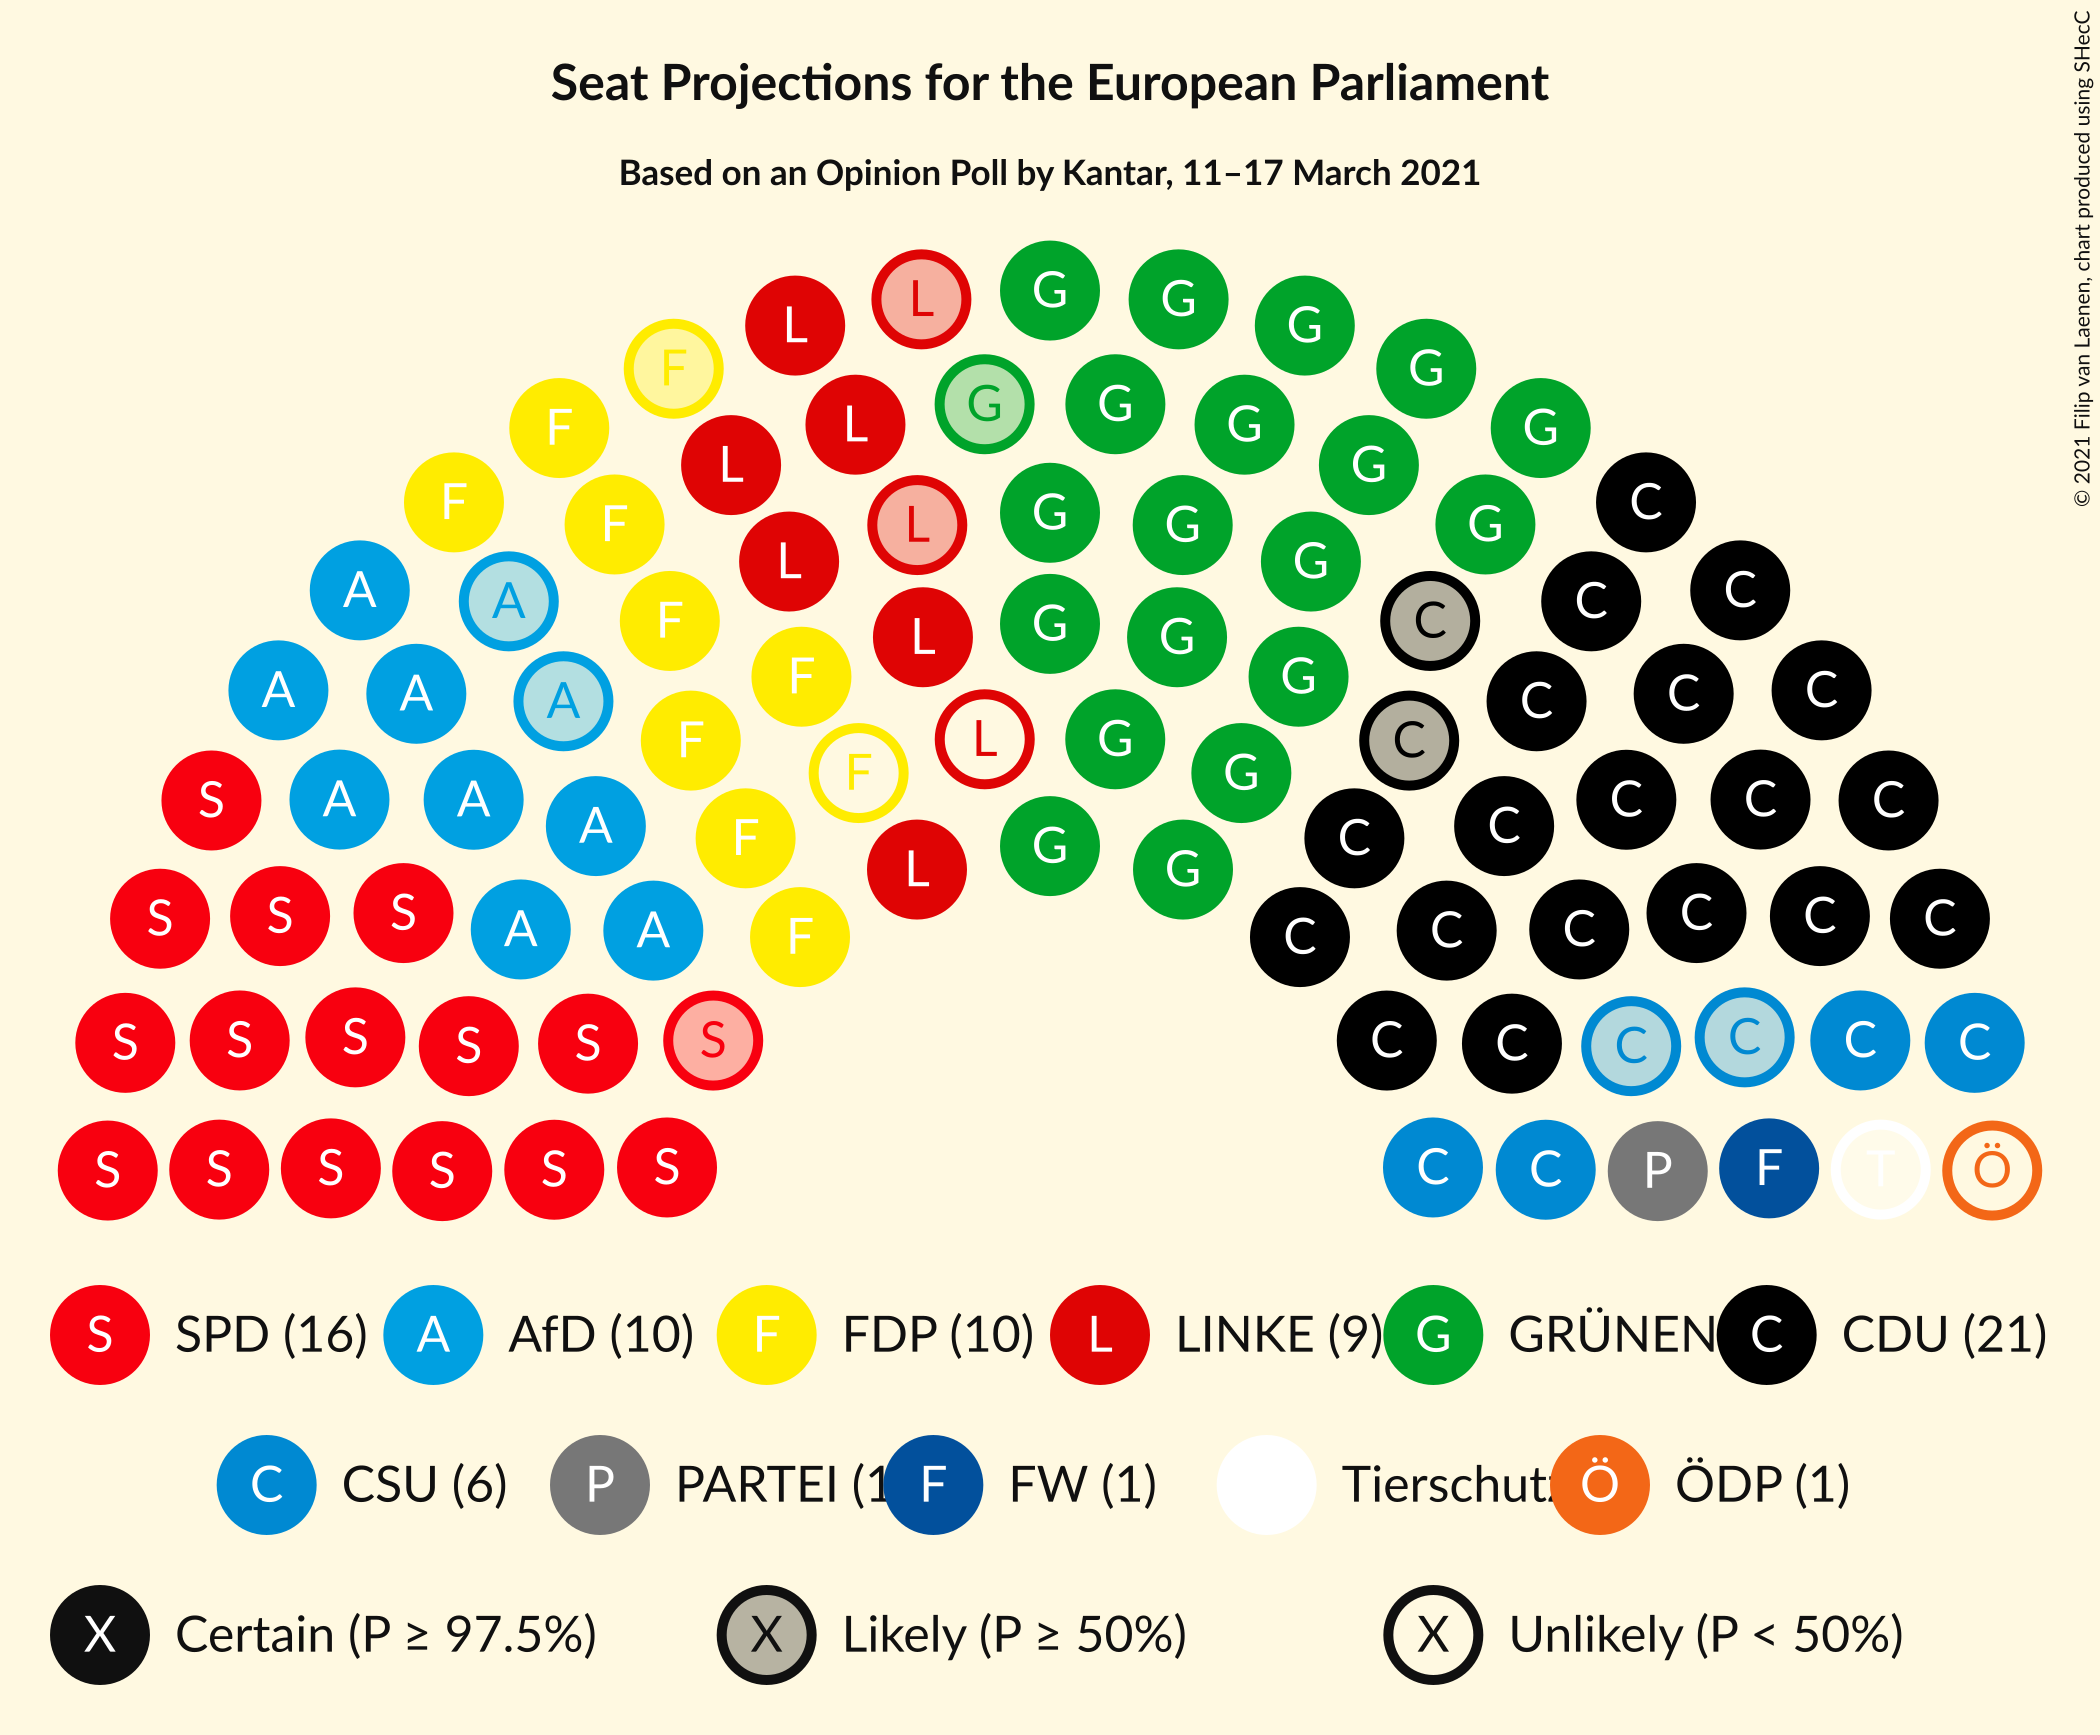 Seat Projections for the European Parliament
Based on an Opinion Poll by Kantar, 11–17 March 2021
© 2021 Filip van Laenen, chart produced using SHecC
L G G G
F L L G G G
F L L G G G G
F F L L G G G C
A A F L F L G G G G C C C
A A A F F L G G C C C C
S A A A F F G G C C C C C C
S S S A A F L G C C C C C C
S S S S S S C C C C C C
S S S S S S C C P F T Ö
S SPD (16) A AfD (10) F FDP (10) L LINKE (9) G GRÜNEN C CDU (21)
C CSU (6) P PARTEI (1 F FW (1) Tierschutz Ö ÖDP (1)
X Certain (P ≥ 97.5%) X Likely (P ≥ 50%) X Unlikely (P < 50%)